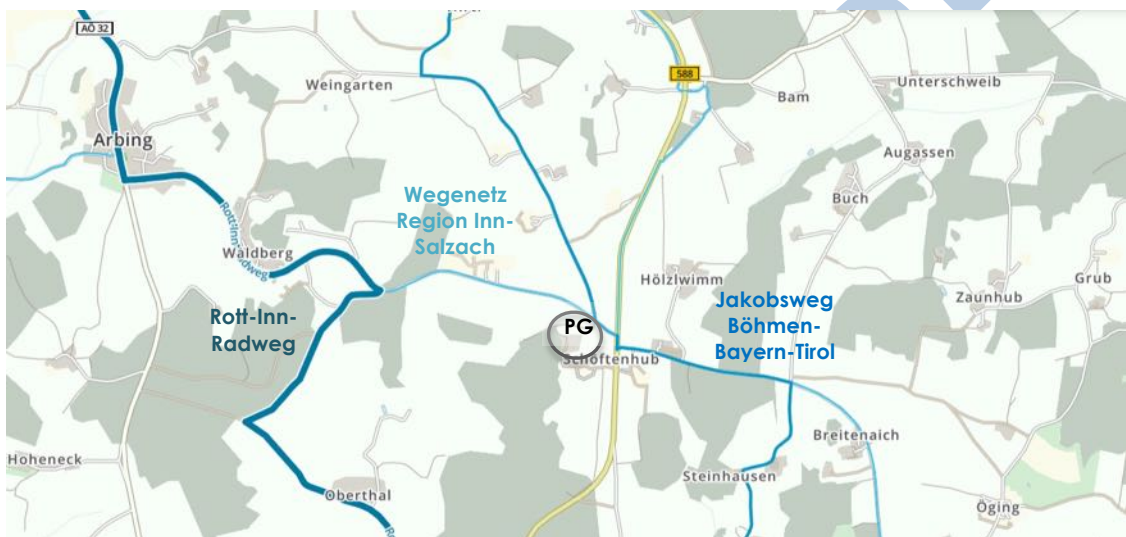 AÖ 32
588
Weingarten
Bam
Unterschweib
Arbing
Augassen
Wegenetz
Region Inn-
Salzach
Buch
Rott-Inn-Radweg
Waldberg
Hölzlwimm
Grub
Zaunhub
Jakobsweg
Böhmen-
Bayern-Tirol
Rott-Inn-
Radweg
PG
Schoftenhub
Breitenaich
Hoheneck
Steinhausen
Oberthal
Öging